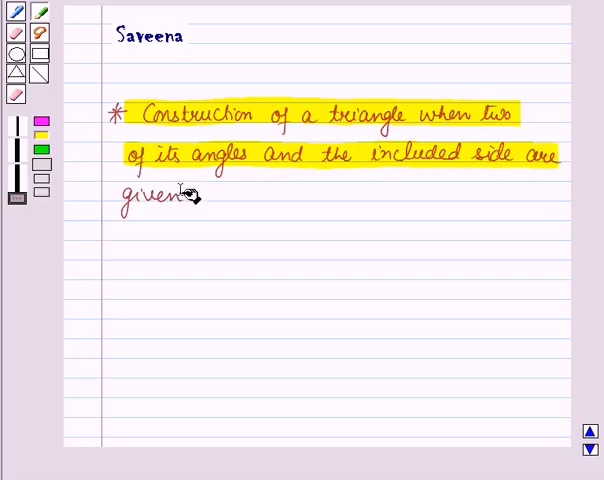 Saveena
* Construction of a triangle when two
of its angles and the included side are
given